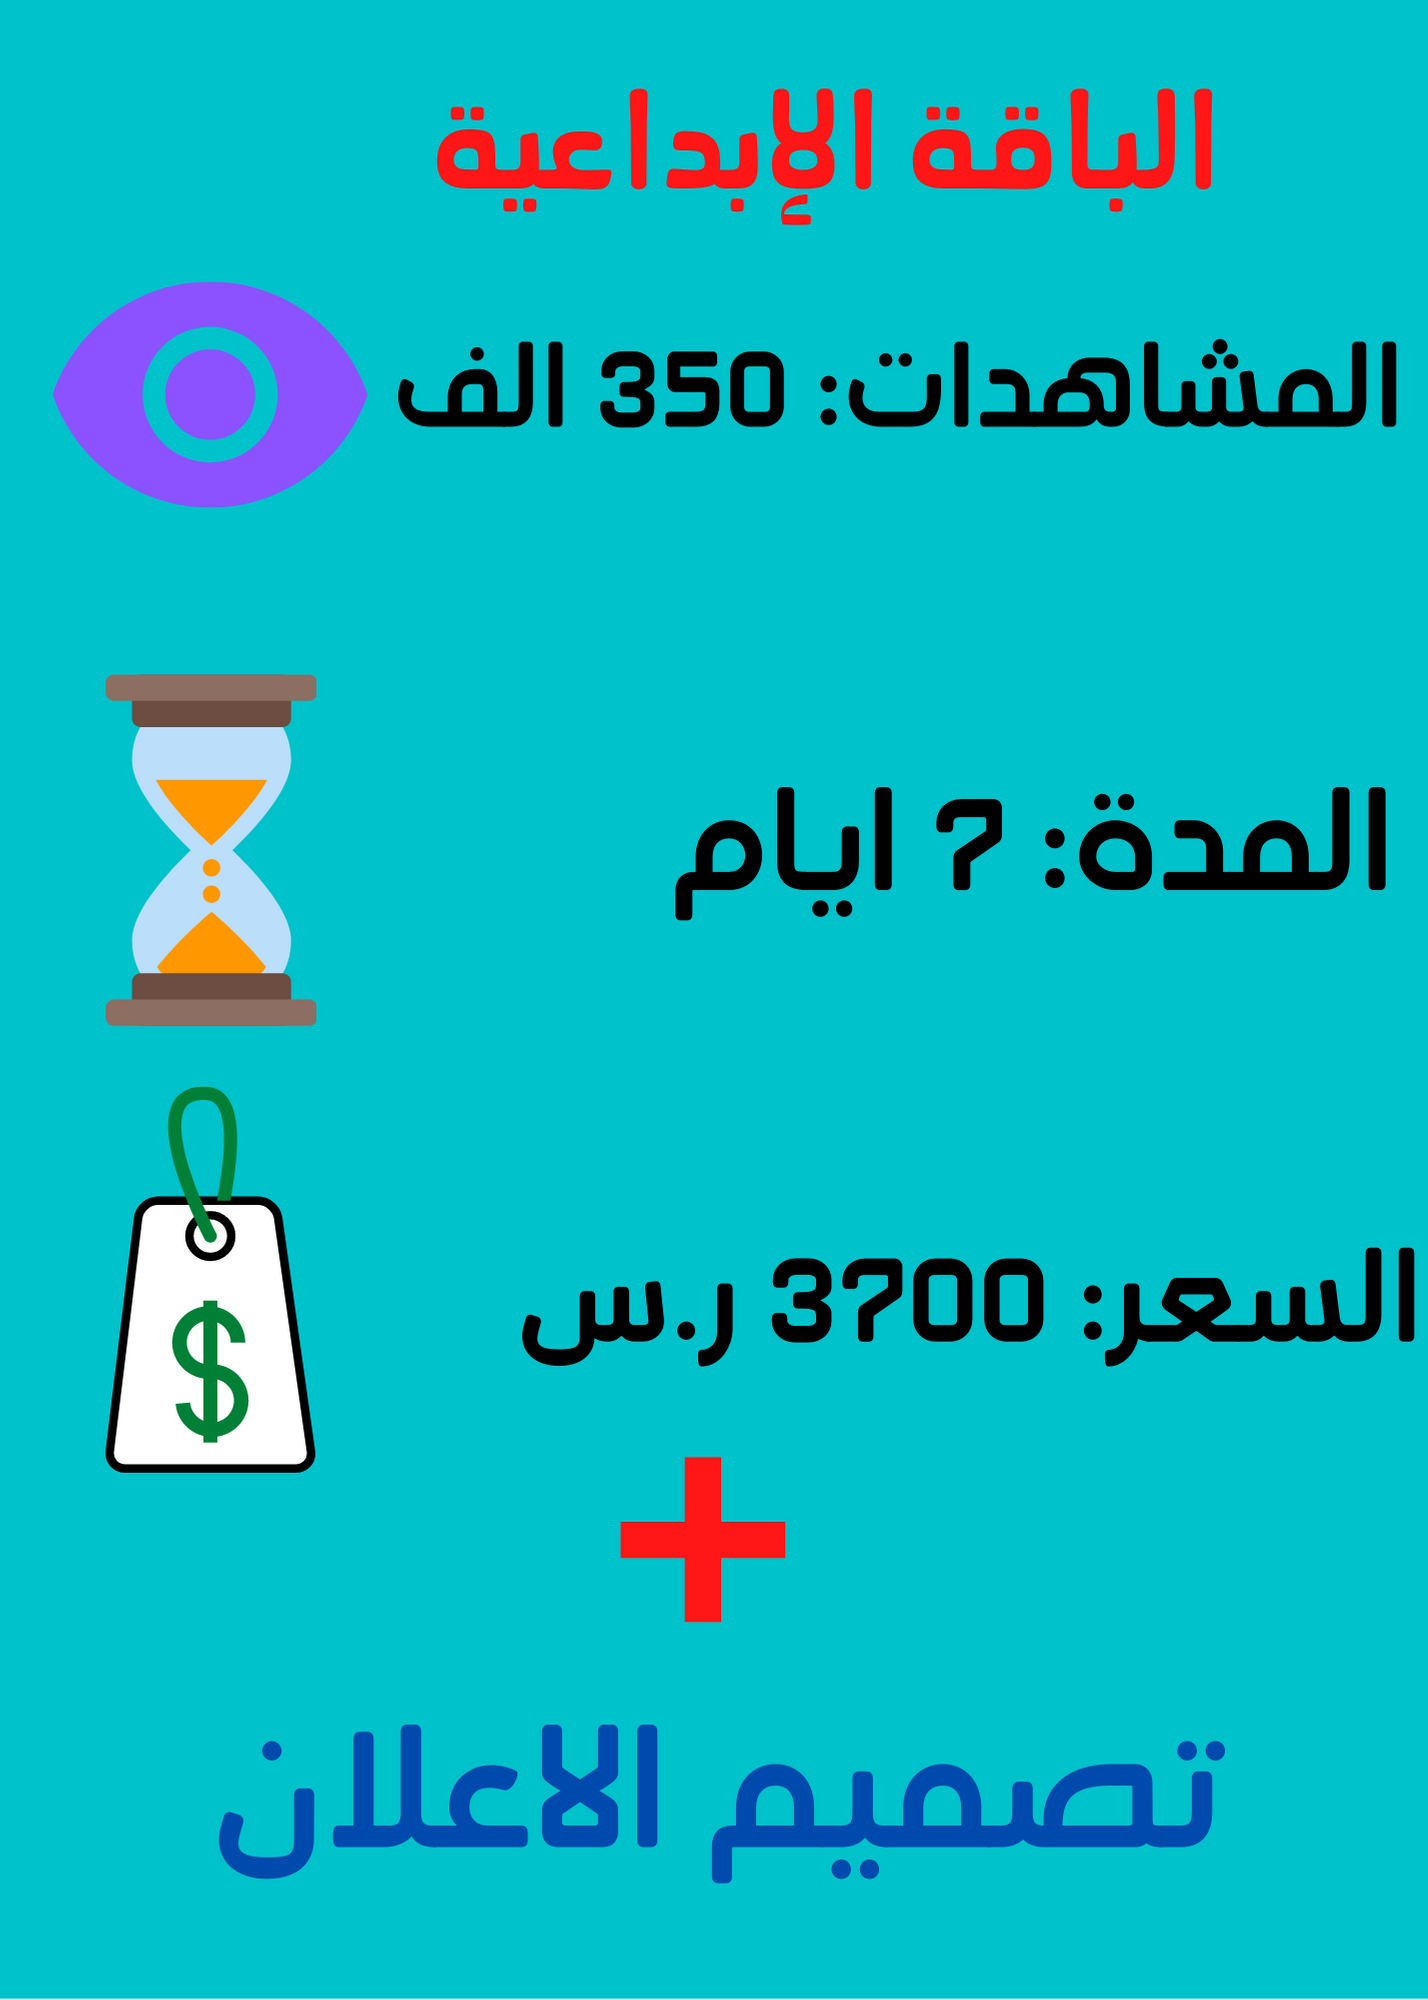 الباقة الإبداعية
المشاهدات: 350 الف
المدة: 7 ايام
السعر: 3700 ر.س
$
+
تصميم الاعلان